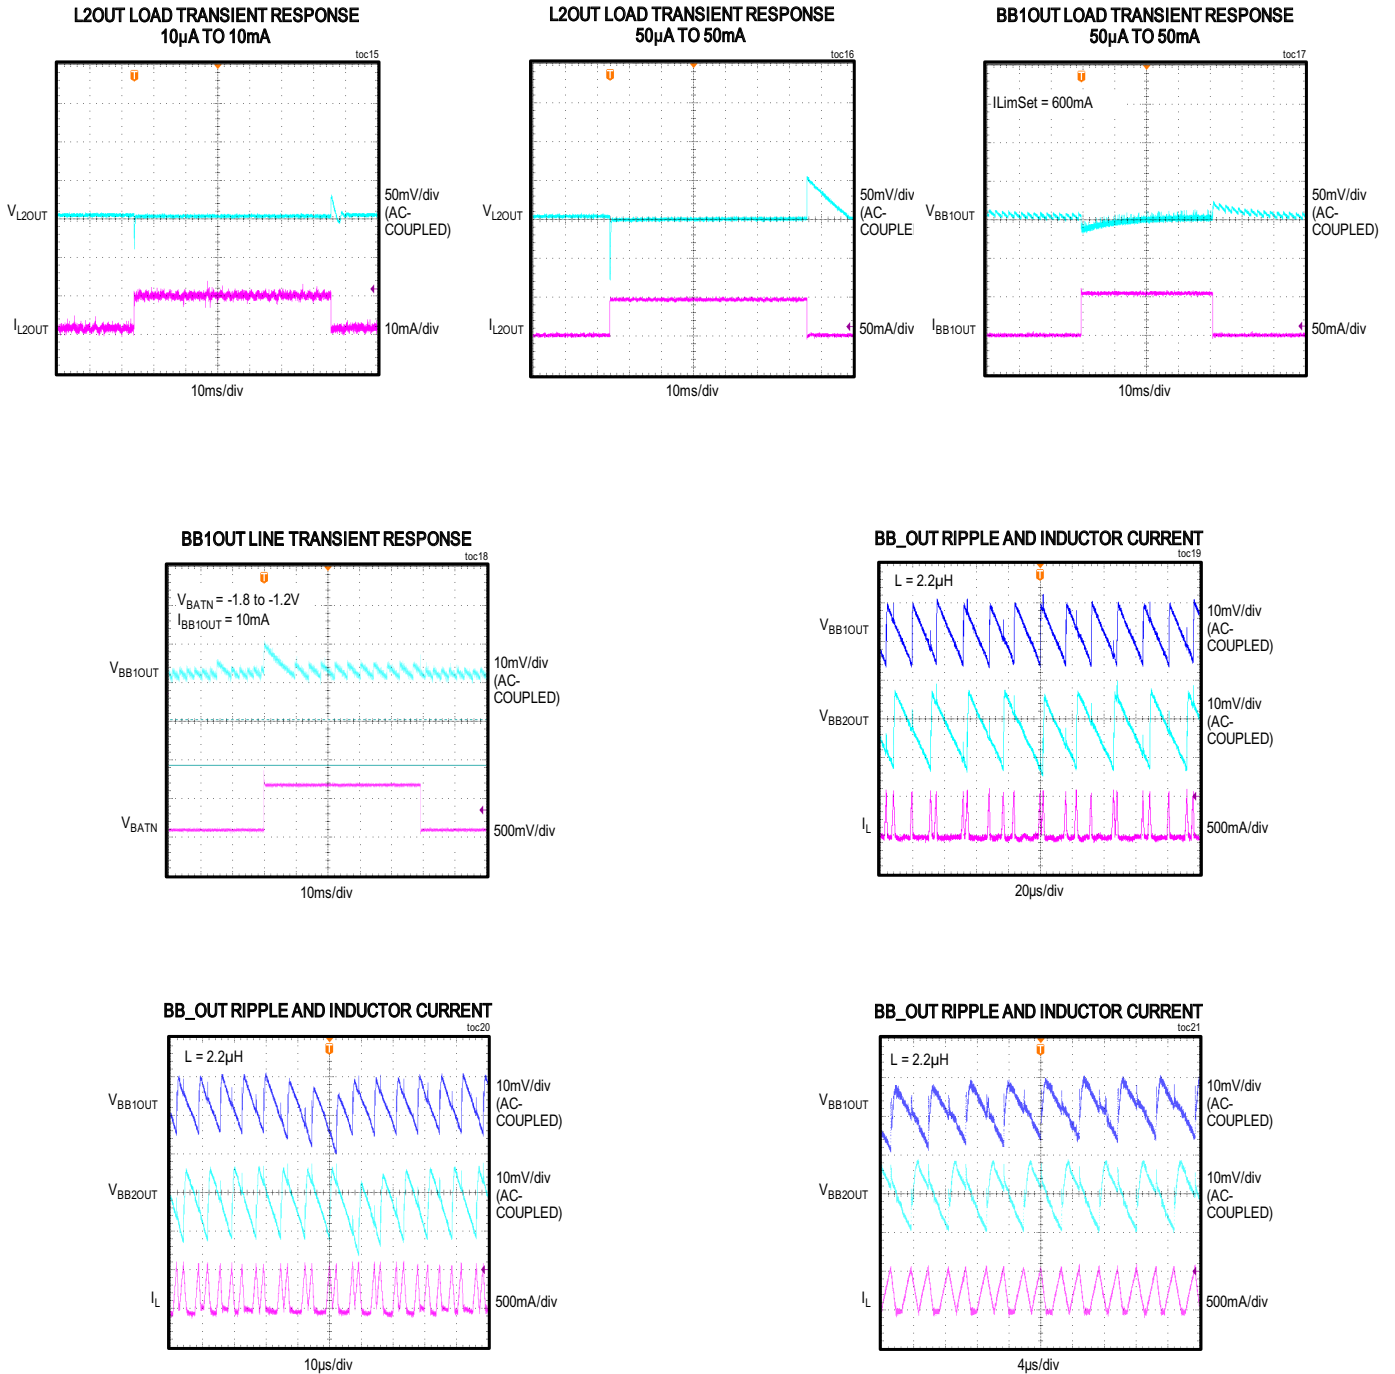 L2OUT LOAD TRANSIENT RESPONSE
10µA TO 10mA
toc15
V_L2OUT
50mV/div
(AC-
COUPLED)
I_L2OUT
10mA/div
10ms/div
L2OUT LOAD TRANSIENT RESPONSE
50µA TO 50mA
toc16
V_L2OUT
50mV/div
(AC-
COUPLE
I_L2OUT
50mA/div
10ms/div
BB1OUT LOAD TRANSIENT RESPONSE
50µA TO 50mA
toc17
ILimSet = 600mA
V_BB1OUT
50mV/div
(AC-
COUPLED)
I_BB1OUT
50mA/div
10ms/div
BB1OUT LINE TRANSIENT RESPONSE
toc18
V_BATN = -1.8 to -1.2V
I_BB1OUT = 10mA
V_BB1OUT
10mV/div
(AC-
COUPLED)
V_BATN
500mV/div
10ms/div
BB_OUT RIPPLE AND INDUCTOR CURRENT
toc19
L = 2.2µH
V_BB1OUT
10mV/div
(AC-
COUPLED)
V_BB2OUT
10mV/div
(AC-
COUPLED)
I_L
500mA/div
20µs/div
BB_OUT RIPPLE AND INDUCTOR CURRENT
toc20
L = 2.2µH
V_BB1OUT
10mV/div
(AC-
COUPLED)
V_BB2OUT
10mV/div
(AC-
COUPLED)
I_L
500mA/div
10µs/div
BB_OUT RIPPLE AND INDUCTOR CURRENT
toc21
L = 2.2µH
V_BB1OUT
10mV/div
(AC-
COUPLED)
V_BB2OUT
10mV/div
(AC-
COUPLED)
I_L
500mA/div
4µs/div